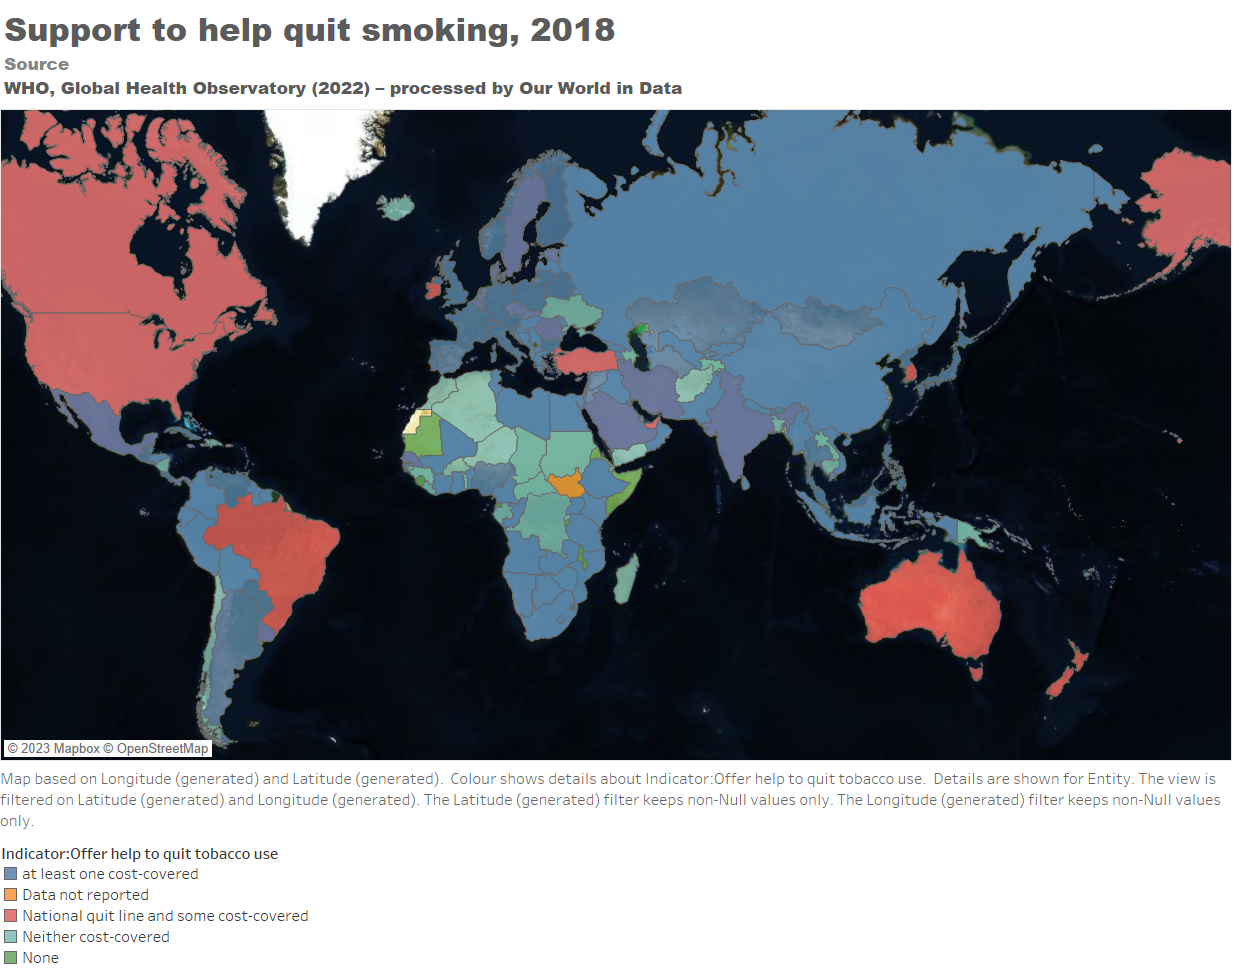 Support to help quit smoking, 2018
Source
WHO, Global Health Observatory (2022) – processed by Our World in Data
© 2023 Mapbox © OpenStreetMap
Map based on Longitude (generated) and Latitude (generated).  Colour shows details about Indicator:Offer help to quit tobacco use.  Details are shown for Entity. The view is
filtered on Latitude (generated) and Longitude (generated). The Latitude (generated) filter keeps non-Null values only. The Longitude (generated) filter keeps non-Null values
only.
Indicator:Offer help to quit tobacco use
at least one cost-covered
Data not reported
National quit line and some cost-covered
Neither cost-covered
None